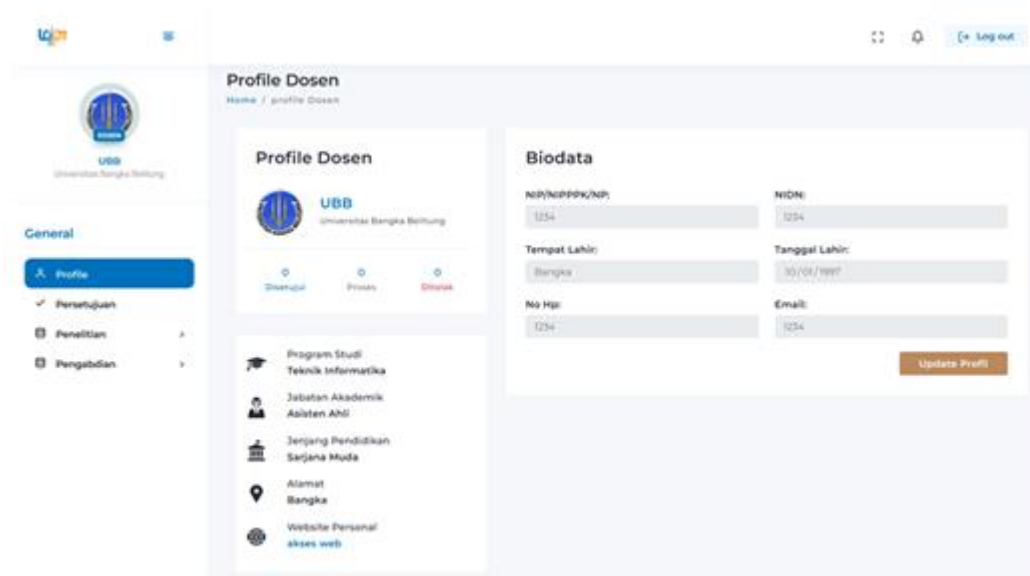 Log out
Profile Dosen
Home / profile Dosen
DOSEN
UBB
Universitas Bangka Belitung
General
Profile
Persetujuan
Penelitian
Pengabdian
Profile Dosen
UBB
Universitas Bangka Belitung
0 0 0
Disetujui Proses Ditolak
Program Studi
Teknik Informatika
Jabatan Akademik
Asisten Ahli
Jenjang Pendidikan
Sarjana Muda
Alamat
Bangka
Website Personal
akses web
Biodata
NIP/NIPPPK/NP: NIDN:
1234 1234
Tempat Lahir: Tanggal Lahir:
Bangka 10/01/1997
No Hp: Email:
1234 1234
Update Profil